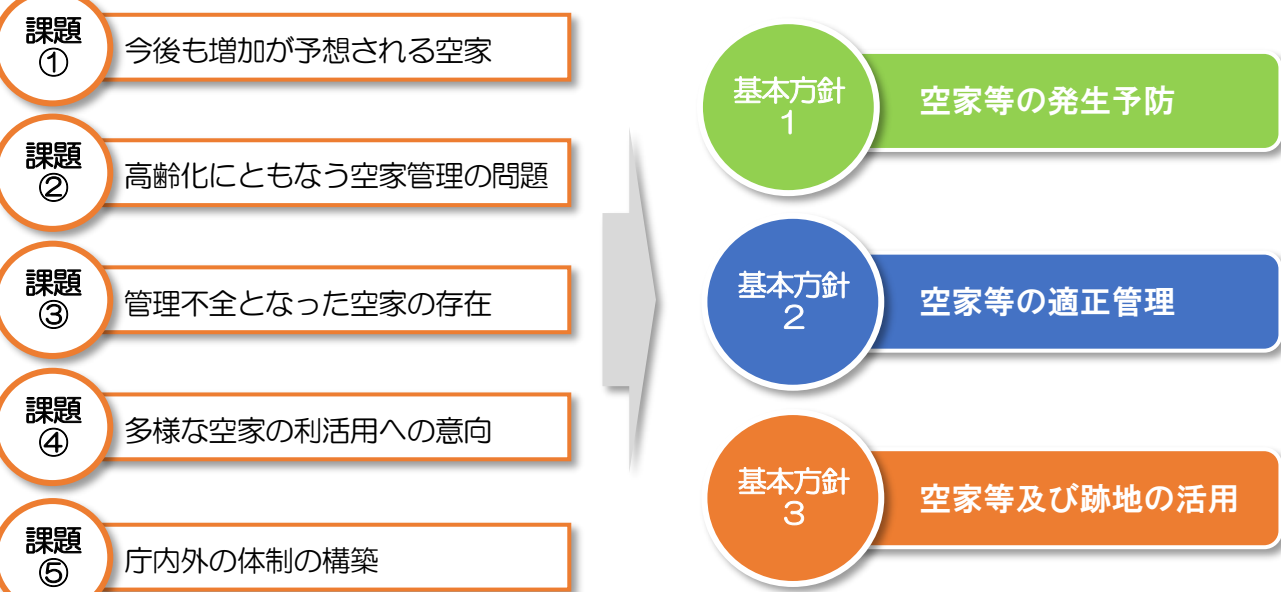 課題
①
今後も増加が予想される空家
課題
②
高齢化にともなう空家管理の問題
課題
③
管理不全となった空家の存在
課題
④
多様な空家の利活用への意向
課題
⑤
庁内外の体制の構築
基本方針
1
空家等の発生予防
基本方針
2
空家等の適正管理
基本方針
3
空家等及び跡地の活用